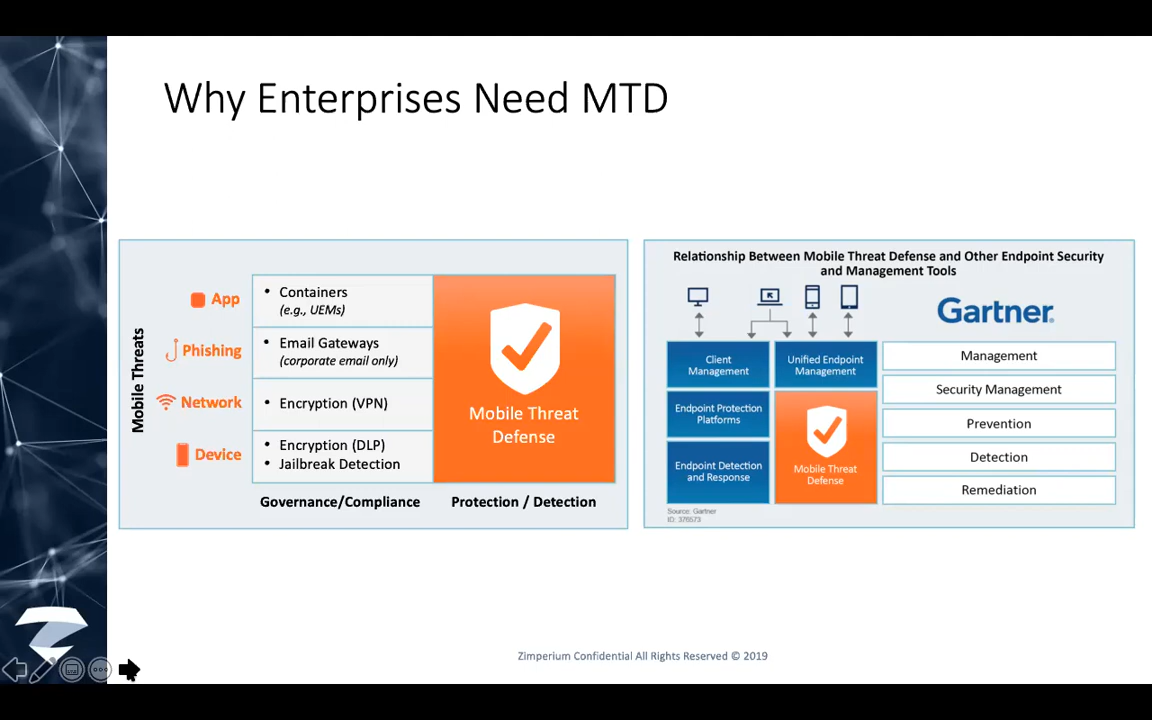 Why Enterprises Need MTD
Mobile Threats
App
• Containers
(e.g., UEMs)
Phishing
• Email Gateways
(corporate email only)
Network
• Encryption (VPN)
Device
• Encryption (DLP)
• Jailbreak Detection
Mobile Threat
Defense
Governance/Compliance
Protection / Detection
Relationship Between Mobile Threat Defense and Other Endpoint Security
and Management Tools
Gartner®
Client
Management
Unified Endpoint
Management
Endpoint Protection
Platforms
Endpoint Detection
and Response
Mobile Threat
Defense
Management
Security Management
Prevention
Detection
Remediation
Source: Gartner
ID: 376573
Zimperium Confidential All Rights Reserved © 2019